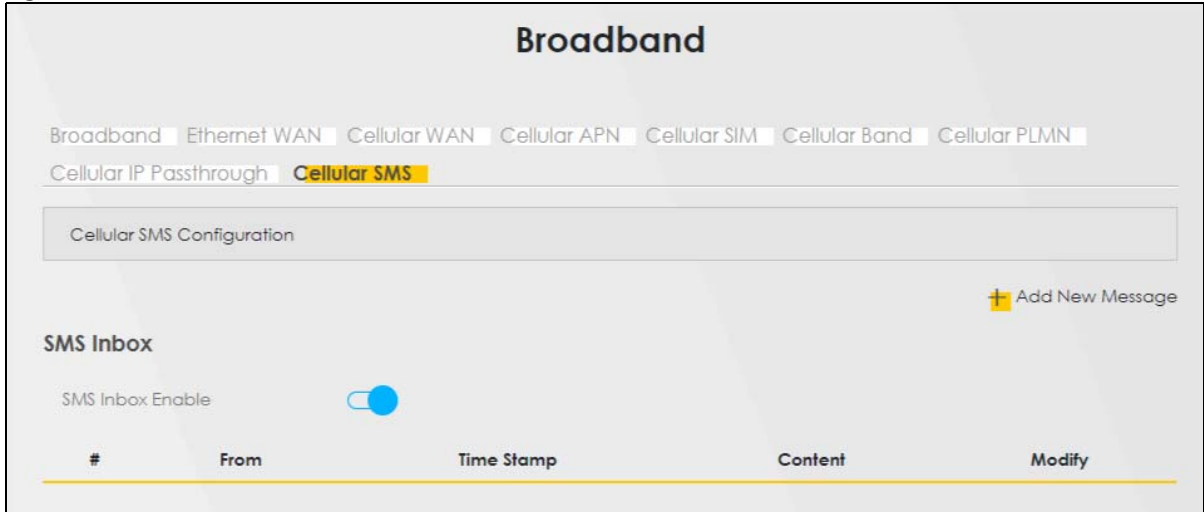 Broadband
Broadband Ethernet WAN Cellular WAN Cellular APN Cellular SIM Cellular Band Cellular PLMN
Cellular IP Passthrough Cellular SMS
Cellular SMS Configuration
+ Add New Message
SMS Inbox
SMS Inbox Enable
# From Time Stamp Content Modify